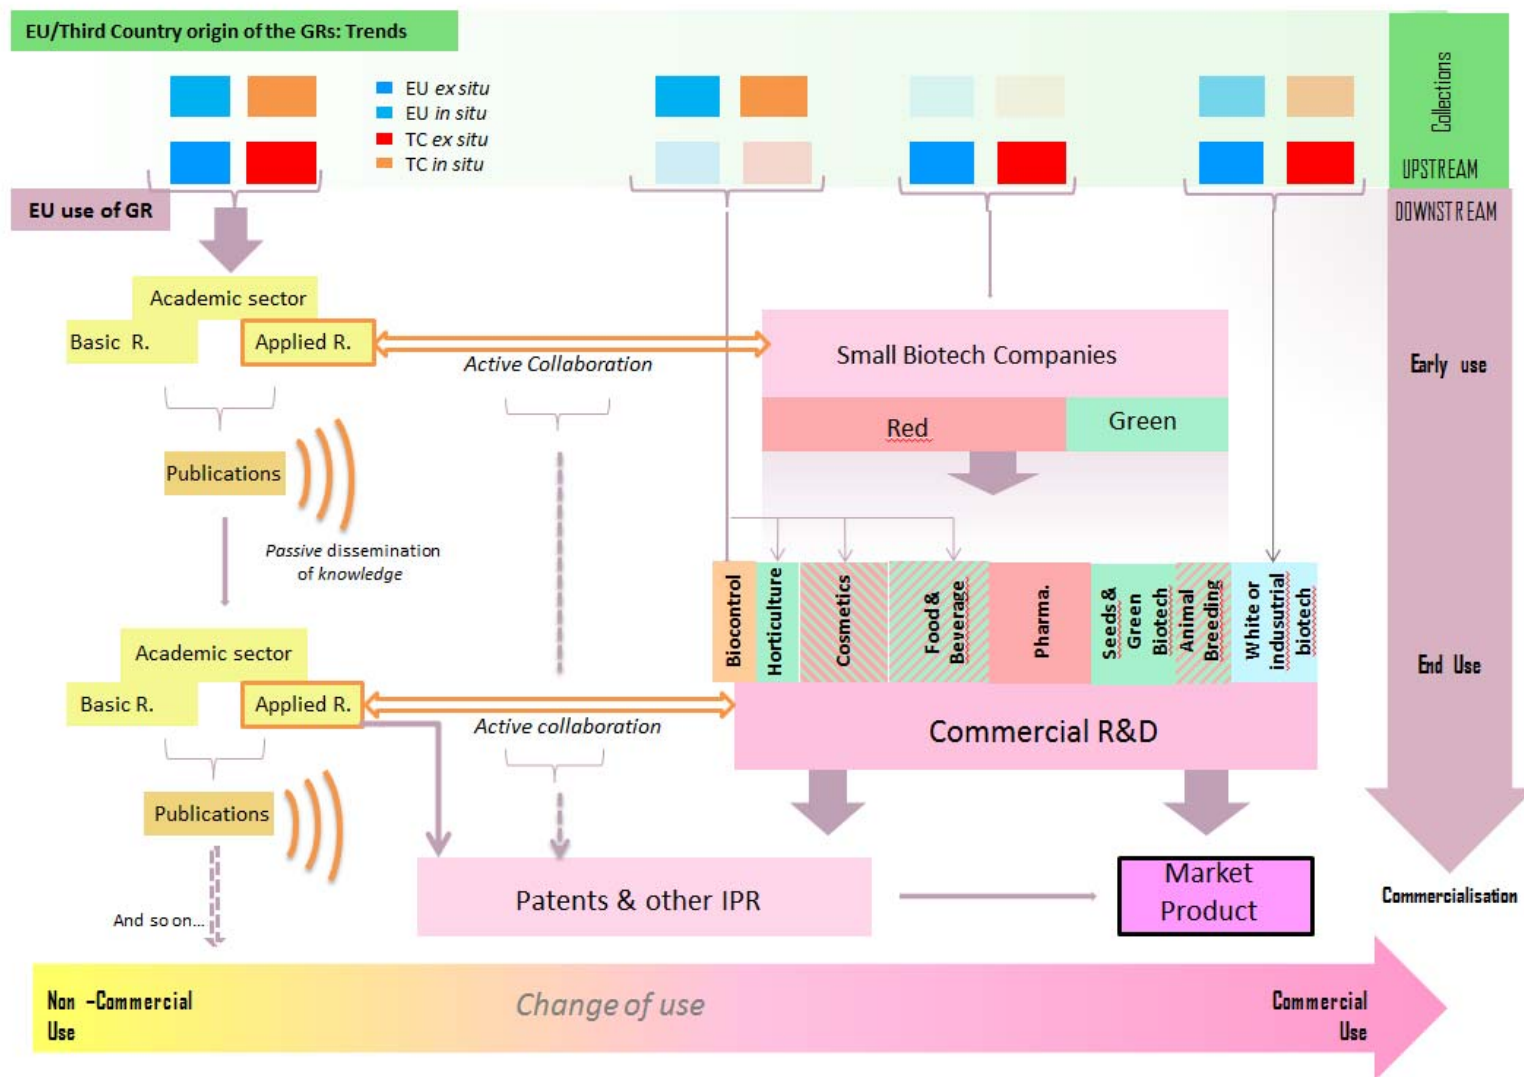 EU/Third Country origin of the GRs: Trends
EU ex situ
EU in situ
TC ex situ
TC in situ
Collections
UPSTREAM
EU use of GR
DOWNSTREAM
Academic sector
Basic R.
Applied R.
Active Collaboration
Small Biotech Companies
Early use
Red
Green
Publications
Passive dissemination
of knowledge
Biocontrol
Horticulture
Cosmetics
Food &
Beverage
Pharma.
Seeds &
Green
Biotech
Animal
Breeding
White or
indusutrial
biotech
Academic sector
Basic R.
Applied R.
Active collaboration
Commercial R&D
End Use
Publications
And so on...
Patents & other IPR
Market
Product
Commercialisation
Non -Commercial
Use
Change of use
Commercial
Use